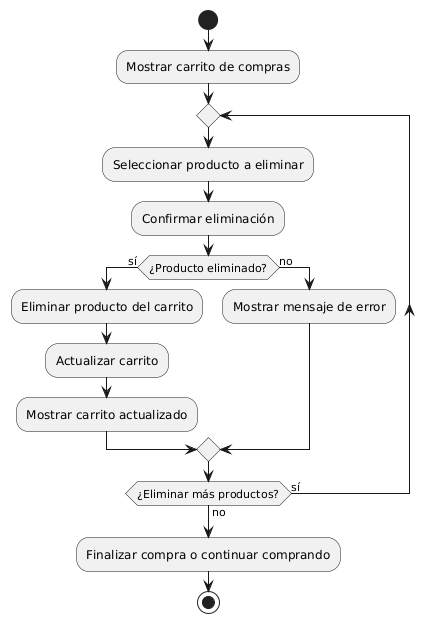 Mostrar carrito de compras
Seleccionar producto a eliminar
Confirmar eliminación
sí
¿Producto eliminado?
no
Eliminar producto del carrito
Mostrar mensaje de error
Actualizar carrito
Mostrar carrito actualizado
¿Eliminar más productos?
sí
no
Finalizar compra o continuar comprando